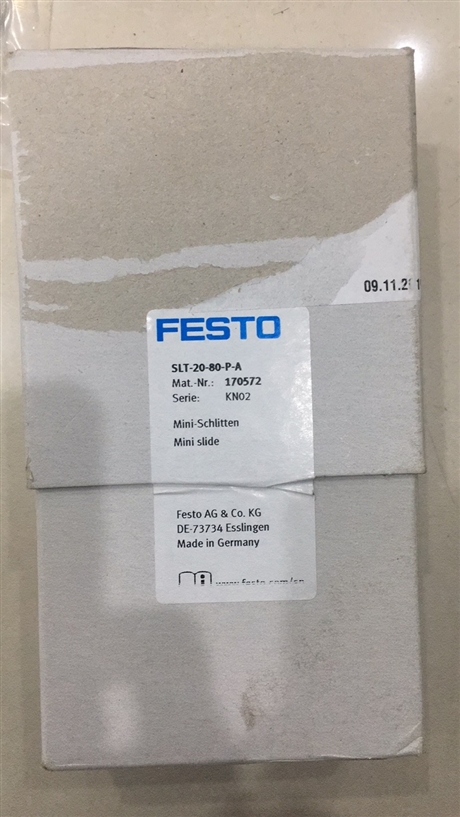 09.11.2
FESTO
SLT-20-80-P-A
Mat.-Nr.: 170572
Serie: KN02
Mini-Schlitten
Mini slide
Festo AG & Co. KG
DE-73734 Esslingen
Made in Germany